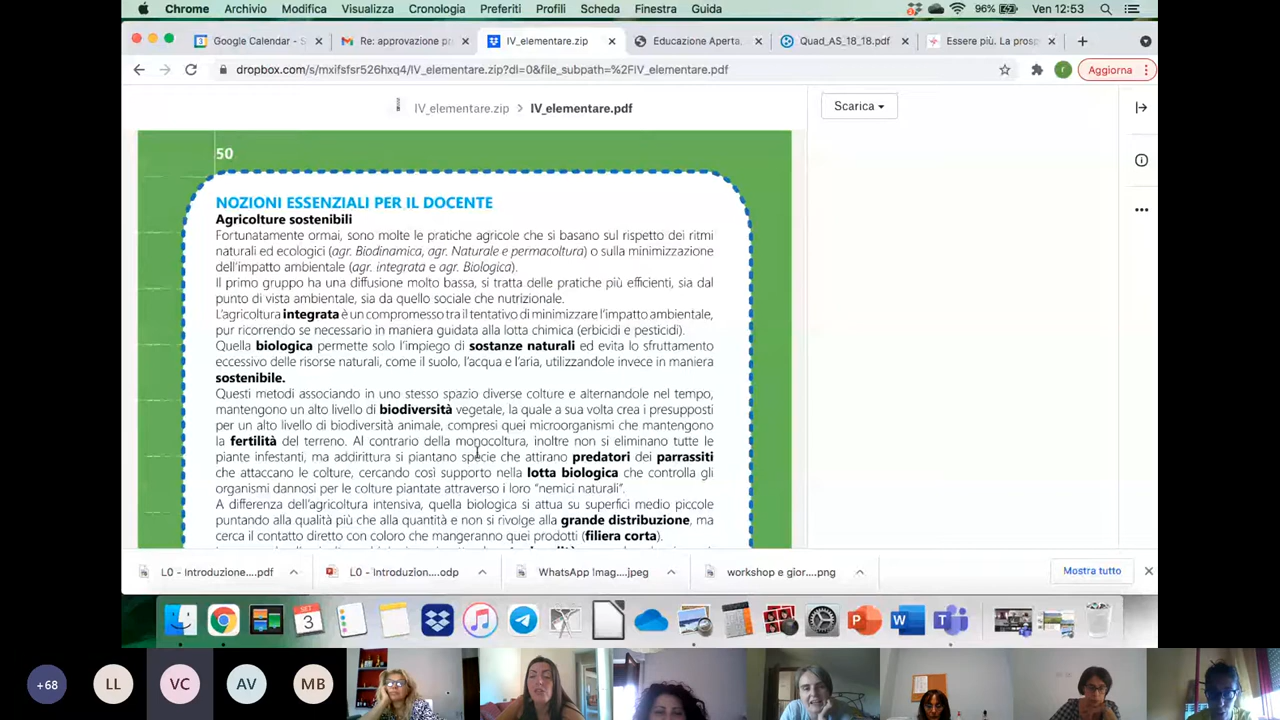 Chrome Archivio Modifica Visualizza Cronologia Preferiti Profili Scheda Finestra Guida 96% Ven 12:53
Google Calendar - S
Re: approvazione pr
IV_elementare.zip
Educazione Aperta,
Quad_AS_18_18.pdf
Essere più. La prosp
dropbox.com/s/mxifsfsr526hxq4/IV_elementare.zip?dl=0&file_subpath=%2FIV_elementare.pdf
r
Aggiorna
IV_elementare.zip > IV_elementare.pdf
Scarica
50
NOZIONI ESSENZIALI PER IL DOCENTE
Agricolture sostenibili
Fortunatamente ormai, sono molte le pratiche agricole che si basano sul rispetto dei ritmi
naturali ed ecologici (agr. Biodinamica, agr. Naturale e permacoltura) o sulla minimizzazione
dell'impatto ambientale (agr. integrata e agr. Biologica).
Il primo gruppo ha una diffusione molto bassa, si tratta delle pratiche più efficienti, sia dal
punto di vista ambientale, sia da quello sociale che nutrizionale.
L'agricoltura integrata è un compromesso tra il tentativo di minimizzare l'impatto ambientale,
pur ricorrendo se necessario in maniera guidata alla lotta chimica (erbicidi e pesticidi).
Quella biologica permette solo l'impiego di sostanze naturali ed evita lo sfruttamento
eccessivo delle risorse naturali, come il suolo, l'acqua e l'aria, utilizzandole invece in maniera
sostenibile.
Questi metodi associando in uno stesso spazio diverse colture e alternandole nel tempo,
mantengono un alto livello di biodiversità vegetale, la quale a sua volta crea i presupposti
per un alto livello di biodiversità animale, compresi quei microorganismi che mantengono
la fertilità del terreno. Al contrario della monocoltura, inoltre non si eliminano tutte le
piante infestanti, ma addirittura si piantano specie che attirano predatori dei parassiti
che attaccano le colture, cercando così supporto nella lotta biologica che controlla gli
organismi dannosi per le colture piantate attraverso i loro "nemici naturali".
A differenza dell'agricoltura intensiva, quella biologica si attua su superfici medio piccole
puntando alla qualità più che alla quantità e non si rivolge alla grande distribuzione, ma
cerca il contatto diretto con coloro che mangeranno quei prodotti (filiera corta).
L0 - Introduzione....pdf
L0 - Introduzion....odp
WhatsApp Imag....jpeg
workshop e gior....png
Mostra tutto
SET
3
+68
LL
VC
AV
MB